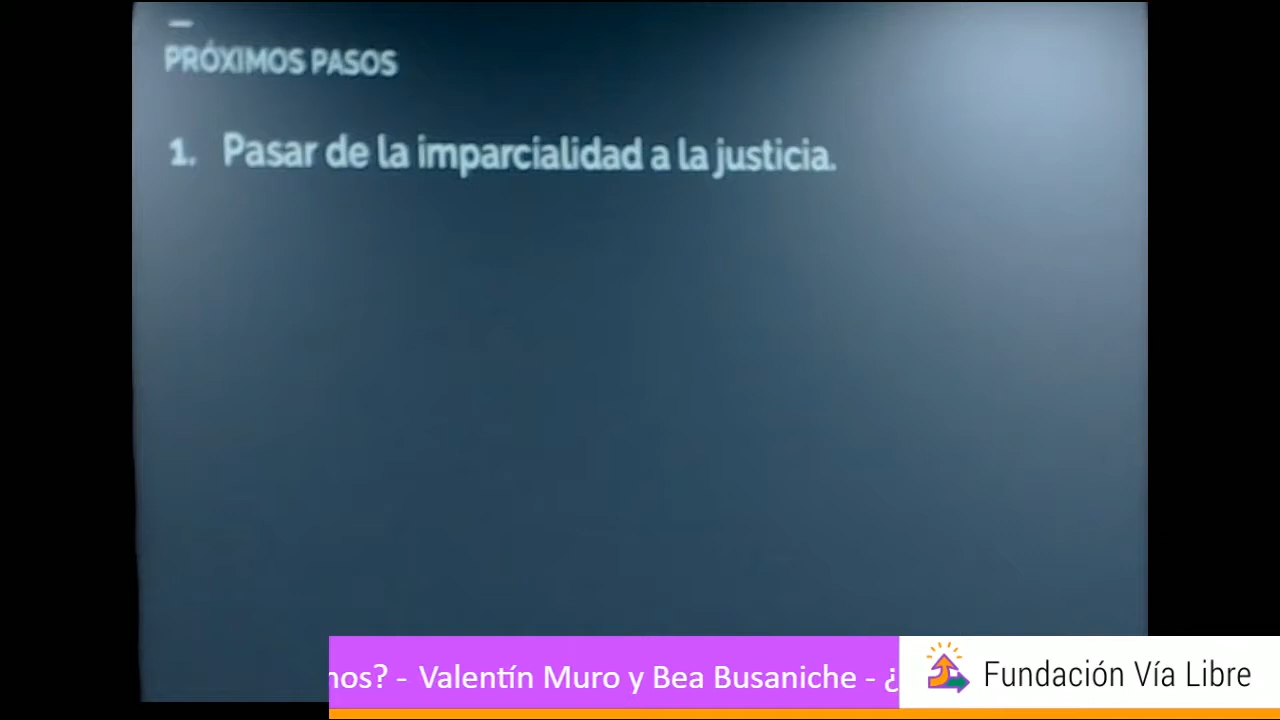 PRÓXIMOS PASOS
1. Pasar de la imparcialidad a la justicia.
nos? - Valentín Muro y Bea Busaniche - ¿
Fundación Vía Libre